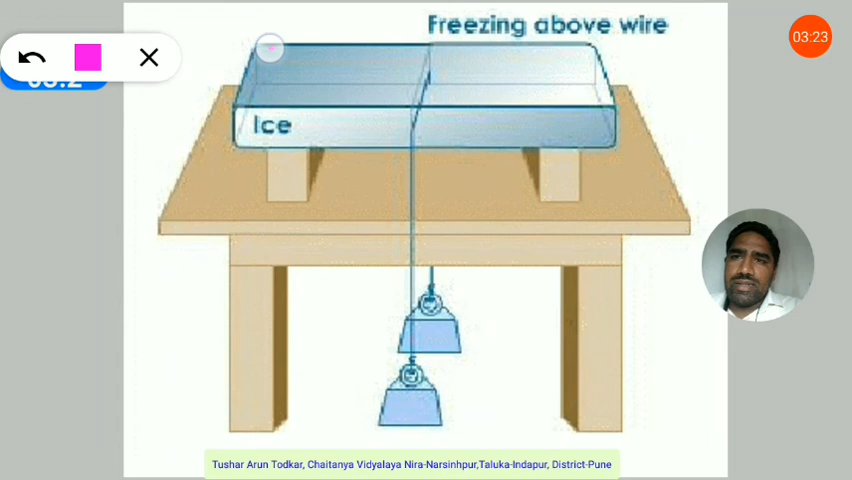 Freezing above wire
03:23
Ice
Tushar Arun Todkar, Chaitanya Vidyalaya Nira-Narsinhpur,Taluka-Indapur, District-Pune